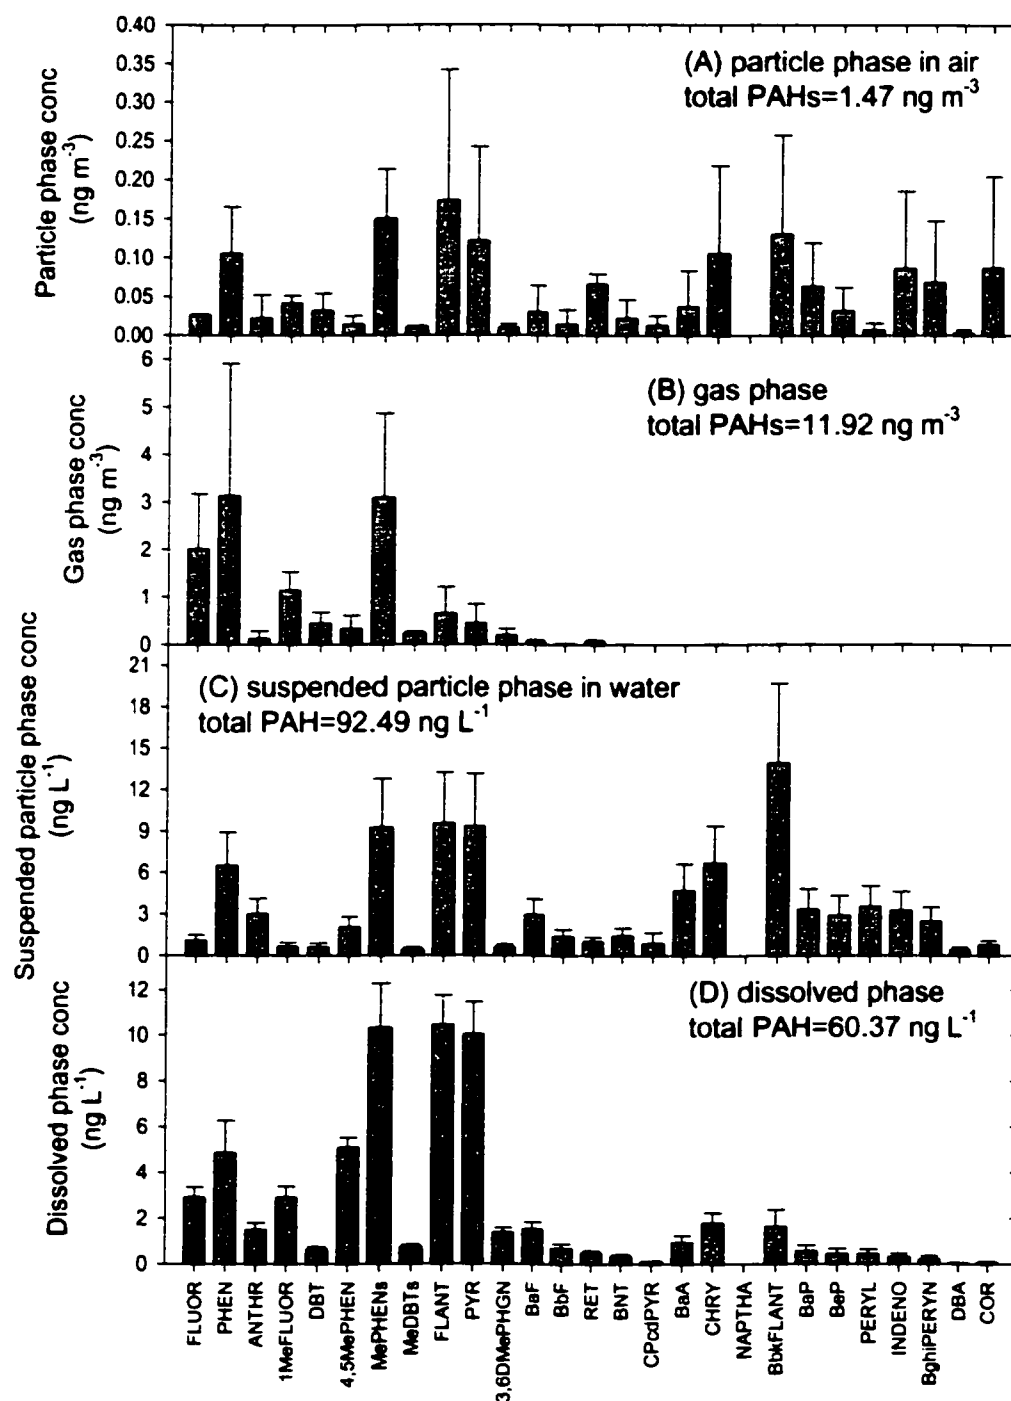 Particle phase conc
(ng m-3)
0.40
0.35
0.30
0.25
0.20
0.15
0.10
0.05
0.00
(A) particle phase in air
total PAHs=1.47 ng m-3
Gas phase conc
(ng m-3)
6
5
4
3
2
1
0
(B) gas phase
total PAHs=11.92 ng m-3
Suspended particle phase conc
(ng L-1)
21
18
15
12
9
6
3
0
(C) suspended particle phase in water
total PAH=92.49 ng L-1
Dissolved phase conc
(ng L-1)
12
10
8
6
4
2
0
(D) dissolved phase
total PAH=60.37 ng L-1
FLUOR
PHEN
ANTHR
1MeFLUOR
DBT
4,5MePHEN
MePHENs
MeDBTs
FLANT
PYR
3,6DMePHGN
BaF
BbF
RET
BNT
CPcdPYR
BaA
CHRY
NAPTHA
BbkFLANT
BaP
BeP
PERYL
INDENO
BghiPERYN
DBA
COR